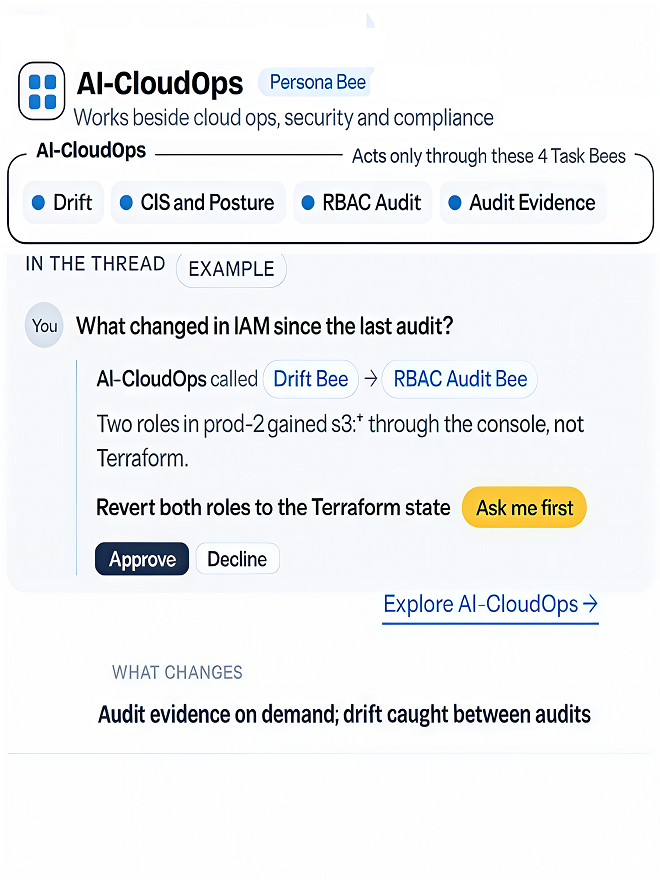 AI-CloudOps Persona Bee
Works beside cloud ops, security and compliance
AI-CloudOps Acts only through these 4 Task Bees
Drift CIS and Posture RBAC Audit Audit Evidence
IN THE THREAD EXAMPLE
You What changed in IAM since the last audit?
AI-CloudOps called Drift Bee → RBAC Audit Bee
Two roles in prod-2 gained s3:* through the console, not
Terraform.
Revert both roles to the Terraform state Ask me first
Approve Decline
Explore AI-CloudOps →
WHAT CHANGES
Audit evidence on demand; drift caught between audits